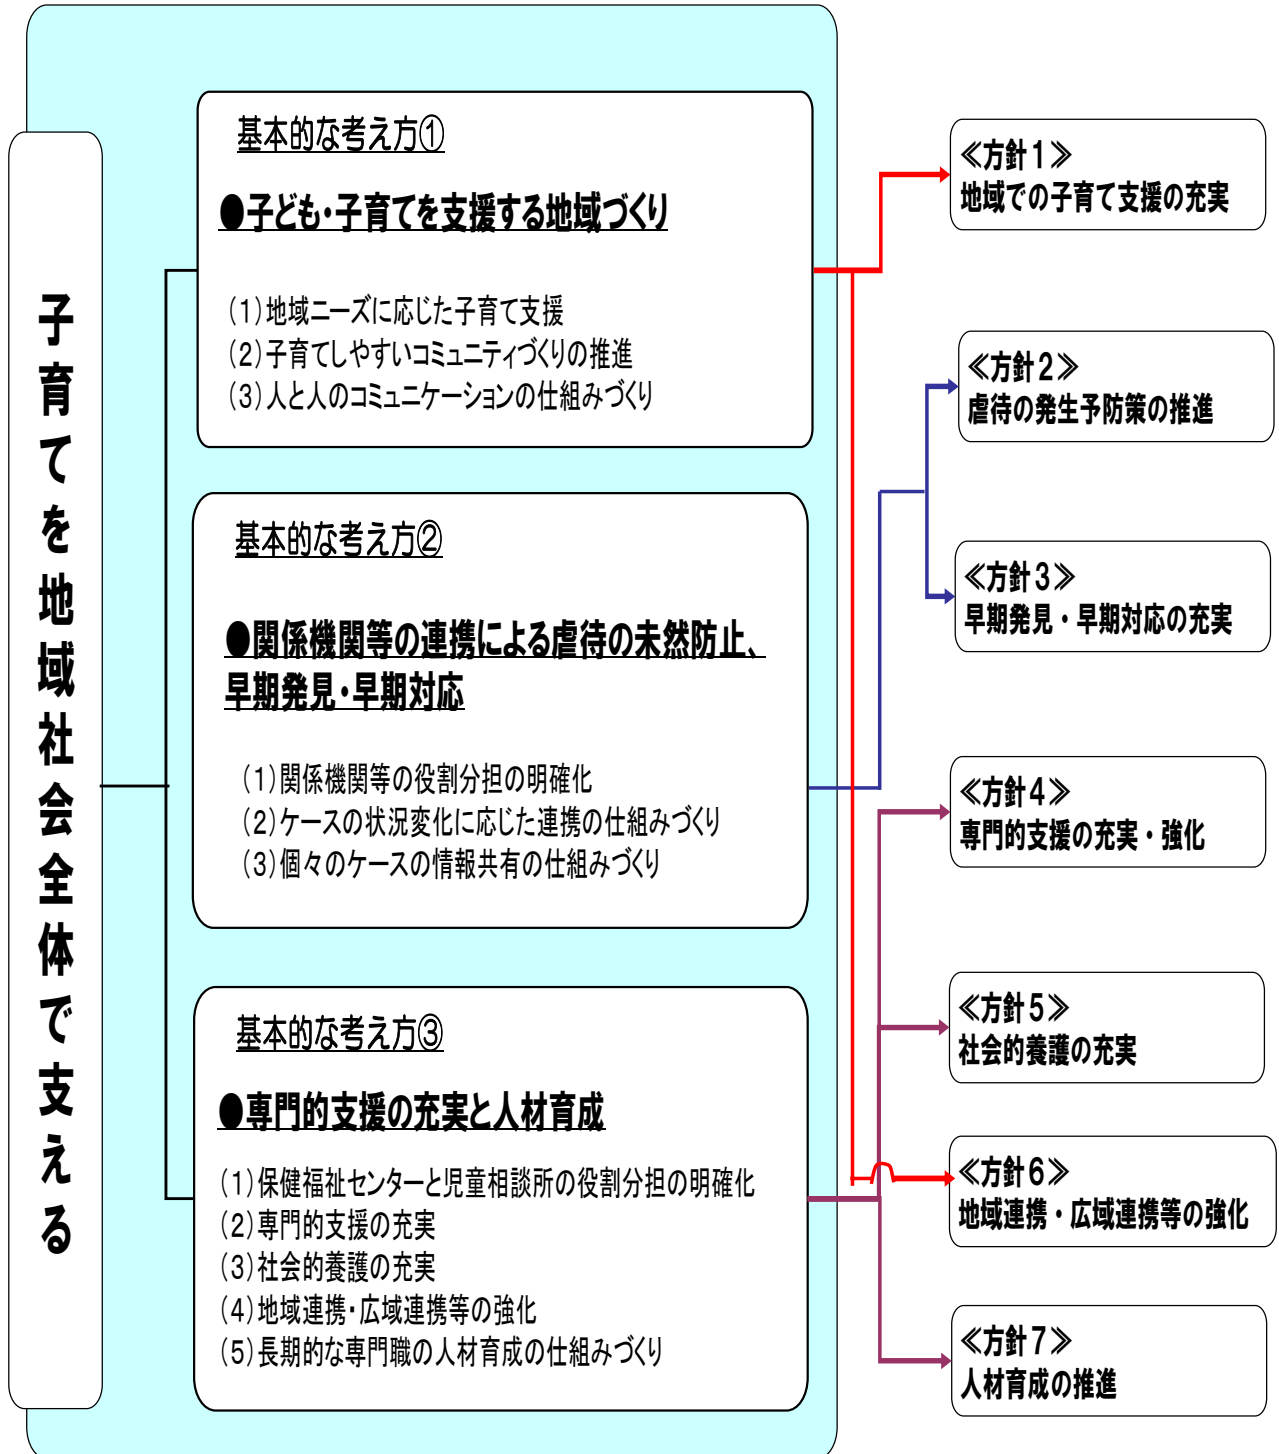 子育てを地域社会全体で支える
基本的な考え方①
●子ども・子育てを支援する地域づくり
(1)地域ニーズに応じた子育て支援
(2)子育てしやすいコミュニティづくりの推進
(3)人と人のコミュニケーションの仕組みづくり
基本的な考え方②
●関係機関等の連携による虐待の未然防止、
早期発見・早期対応
(1)関係機関等の役割分担の明確化
(2)ケースの状況変化に応じた連携の仕組みづくり
(3)個々のケースの情報共有の仕組みづくり
基本的な考え方③
●専門的支援の充実と人材育成
(1)保健福祉センターと児童相談所の役割分担の明確化
(2)専門的支援の充実
(3)社会的養護の充実
(4)地域連携・広域連携等の強化
(5)長期的な専門職の人材育成の仕組みづくり
≪方針1≫
地域での子育て支援の充実
≪方針2≫
虐待の発生予防策の推進
≪方針3≫
早期発見・早期対応の充実
≪方針4≫
専門的支援の充実・強化
≪方針5≫
社会的養護の充実
≪方針6≫
地域連携・広域連携等の強化
≪方針7≫
人材育成の推進